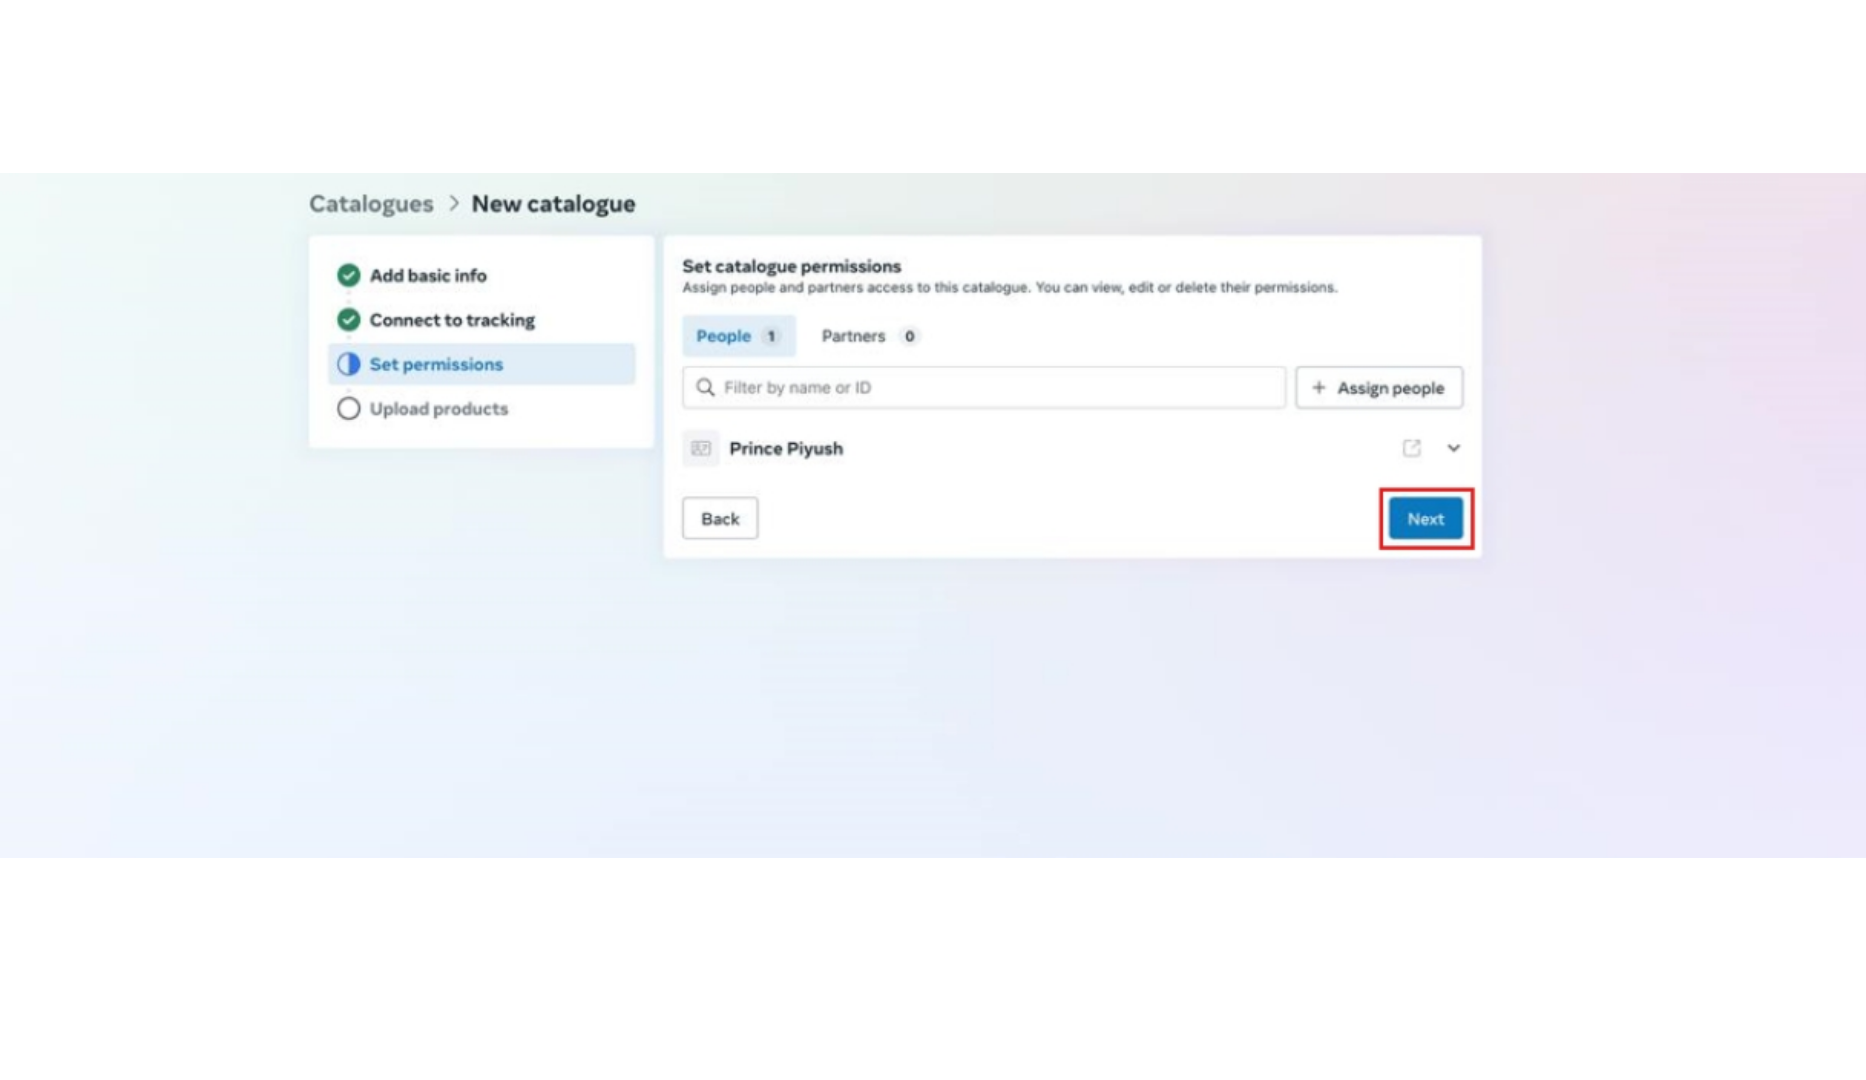 Catalogues > New catalogue
Add basic info
Connect to tracking
Set permissions
Upload products
Set catalogue permissions
Assign people and partners access to this catalogue. You can view, edit or delete their permissions.
People 1 Partners 0
Filter by name or ID + Assign people
Prince Piyush
Back Next